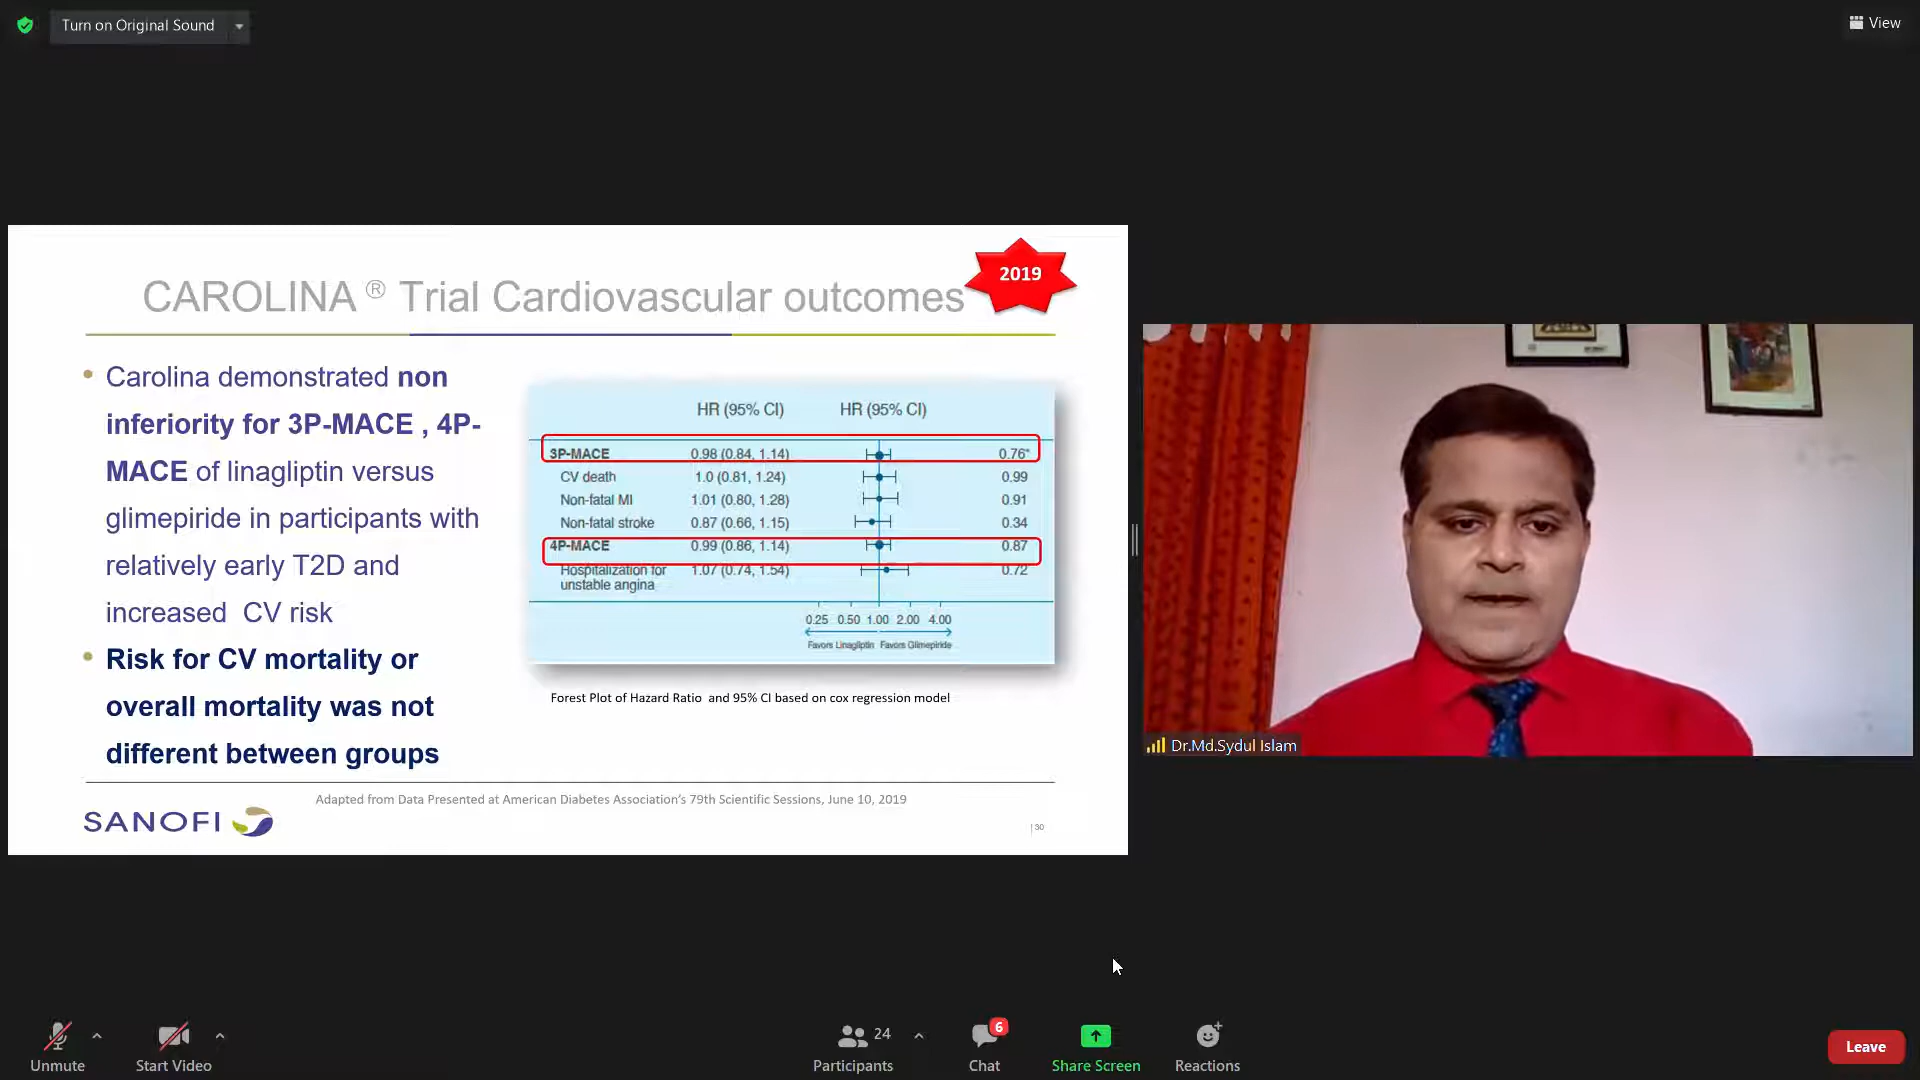 Turn on Original Sound
View
2019
CAROLINA ® Trial Cardiovascular outcomes
• Carolina demonstrated non
inferiority for 3P-MACE , 4P-
MACE of linagliptin versus
glimepiride in participants with
relatively early T2D and
increased CV risk
• Risk for CV mortality or
overall mortality was not
different between groups
HR (95% CI) HR (95% CI)
3P-MACE 0.98 (0.84, 1.14) 0.76*
CV death 1.0 (0.81, 1.24) 0.99
Non-fatal MI 1.01 (0.80, 1.28) 0.91
Non-fatal stroke 0.87 (0.66, 1.15) 0.34
4P-MACE 0.99 (0.86, 1.14) 0.87
Hospitalization for 1.07 (0.74, 1.54) 0.72
unstable angina
0.25 0.50 1.00 2.00 4.00
Favors Linagliptin Favors Glimepiride
Forest Plot of Hazard Ratio and 95% CI based on cox regression model
Adapted from Data Presented at American Diabetes Association's 79th Scientific Sessions, June 10, 2019
SANOFI
| 30
Dr.Md.Sydul Islam
Unmute
Start Video
24
Participants
6
Chat
Share Screen
Reactions
Leave